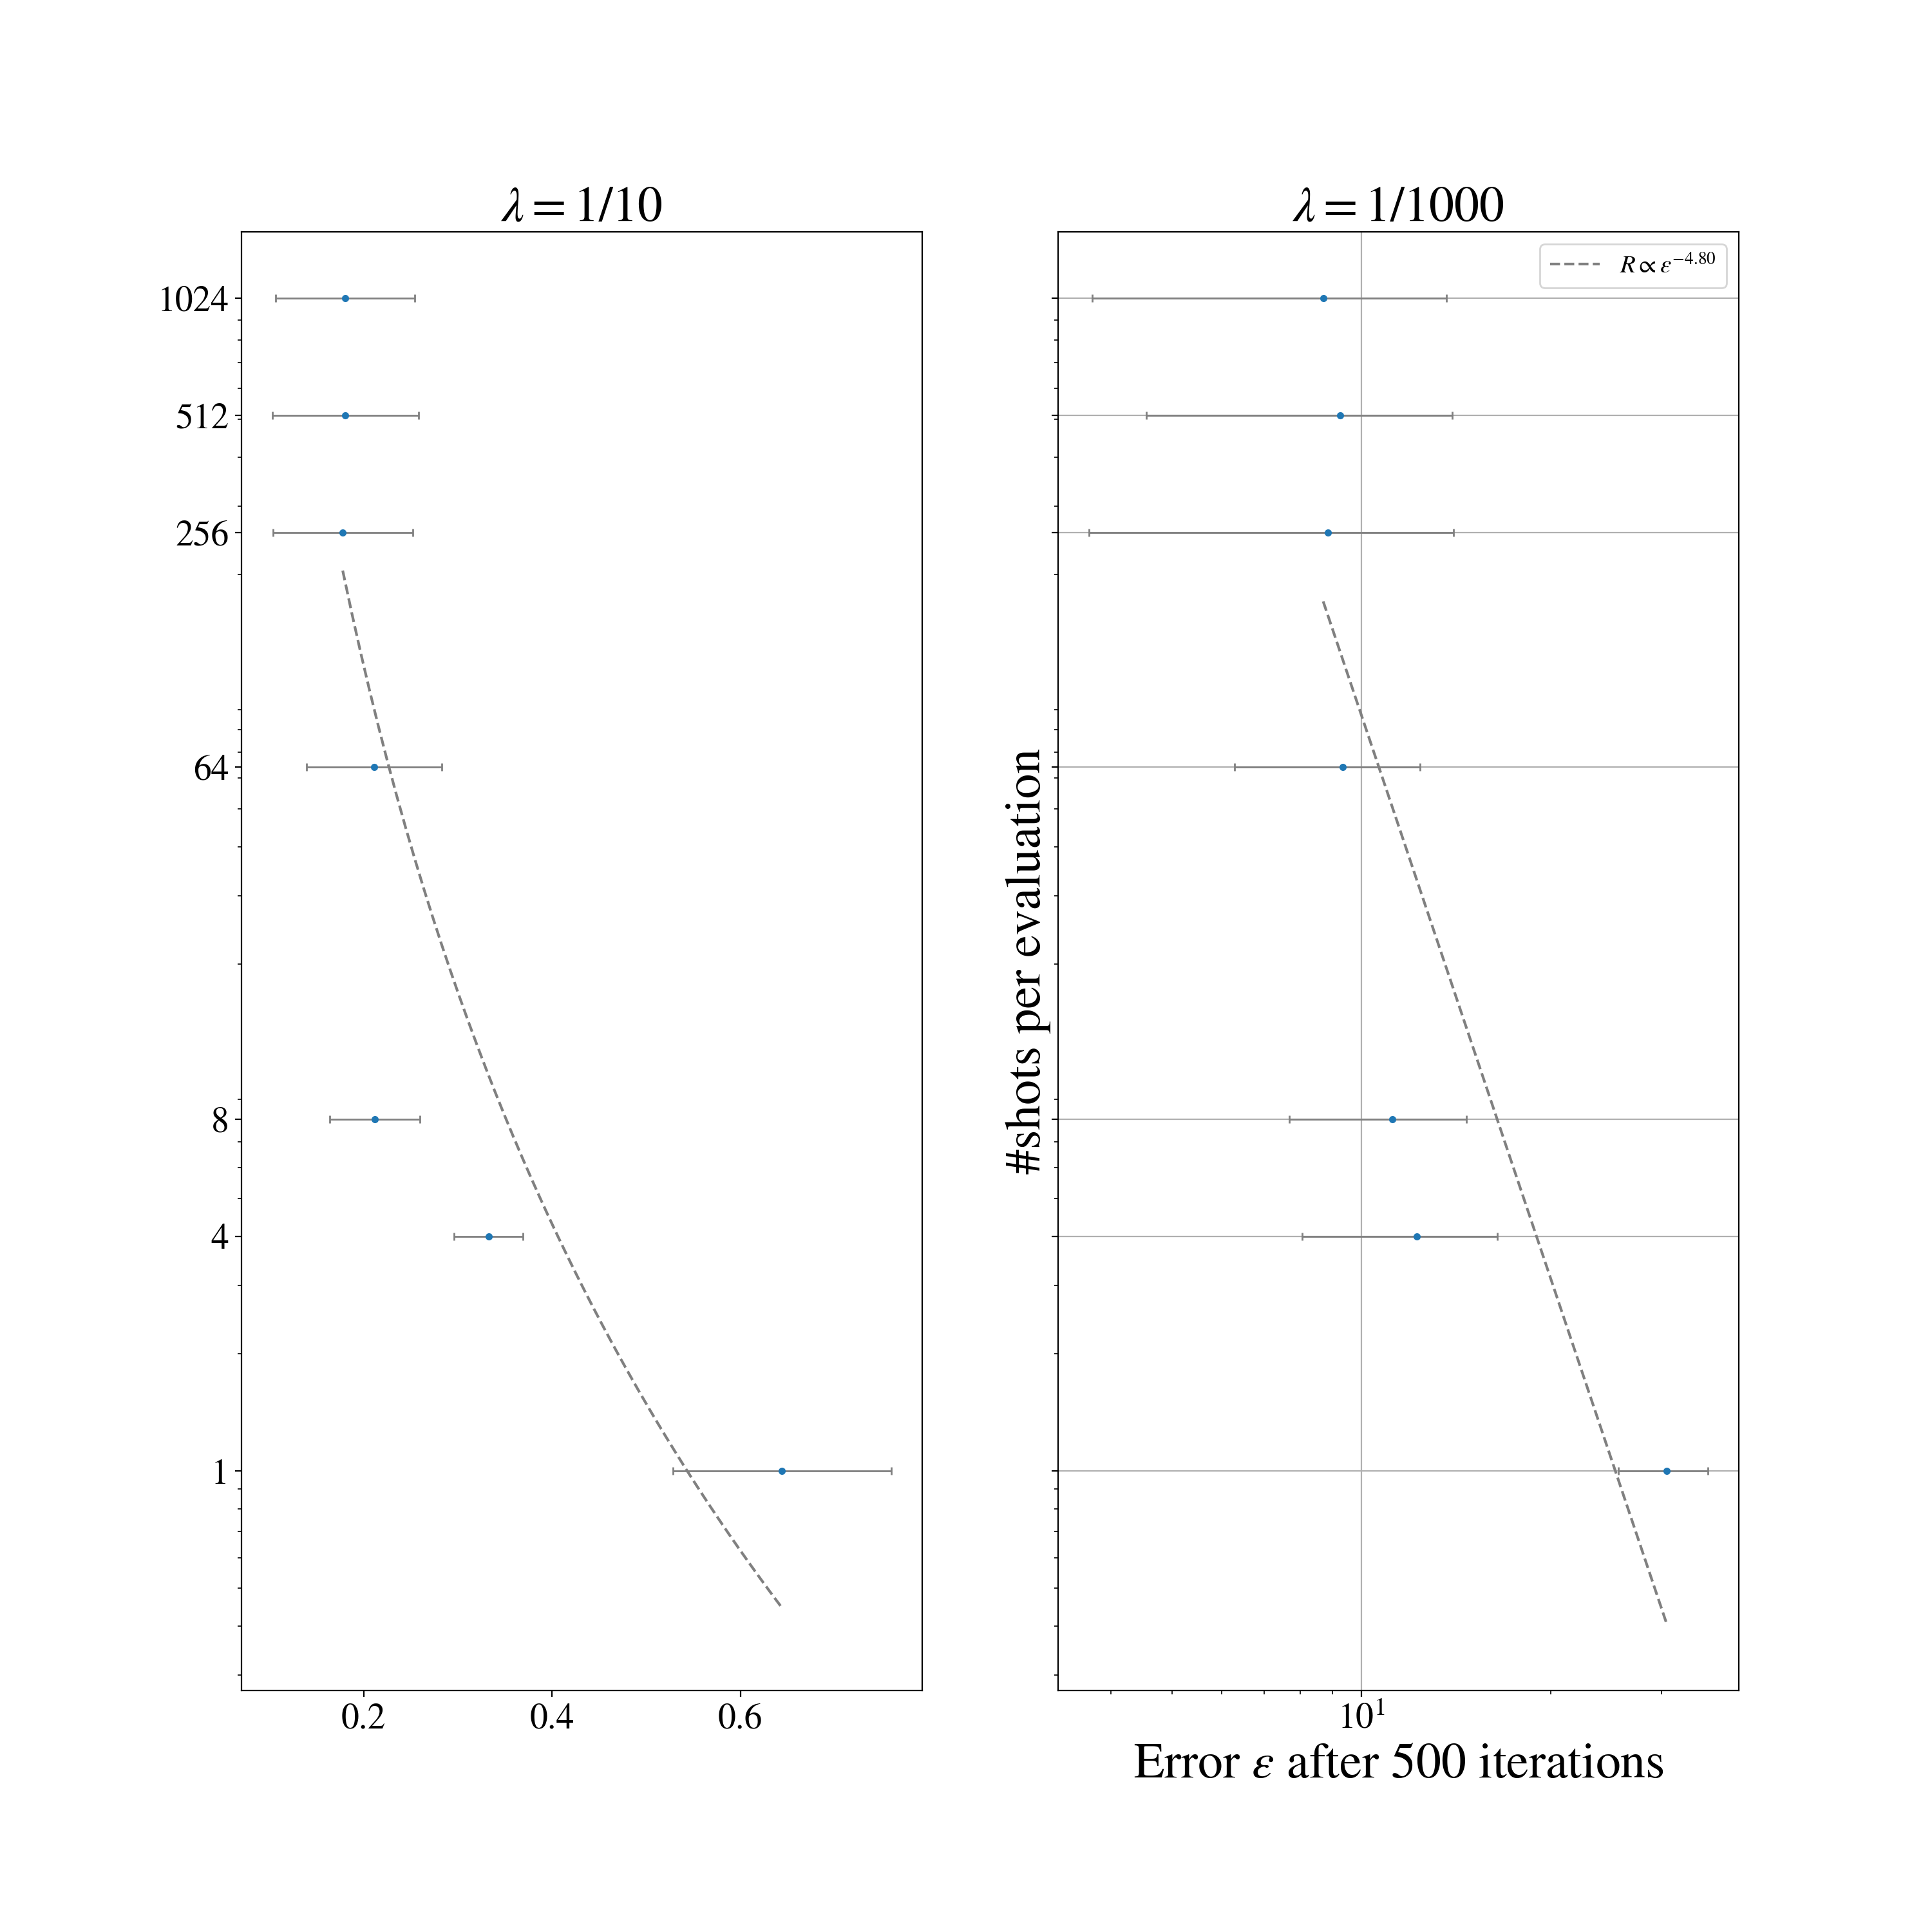 λ = 1/10
1024
512
256
64
8
4
1
0.2 0.4 0.6
λ = 1/1000
R ∝ ε^−4.80
#shots per evaluation
10^1
Error ε after 500 iterations